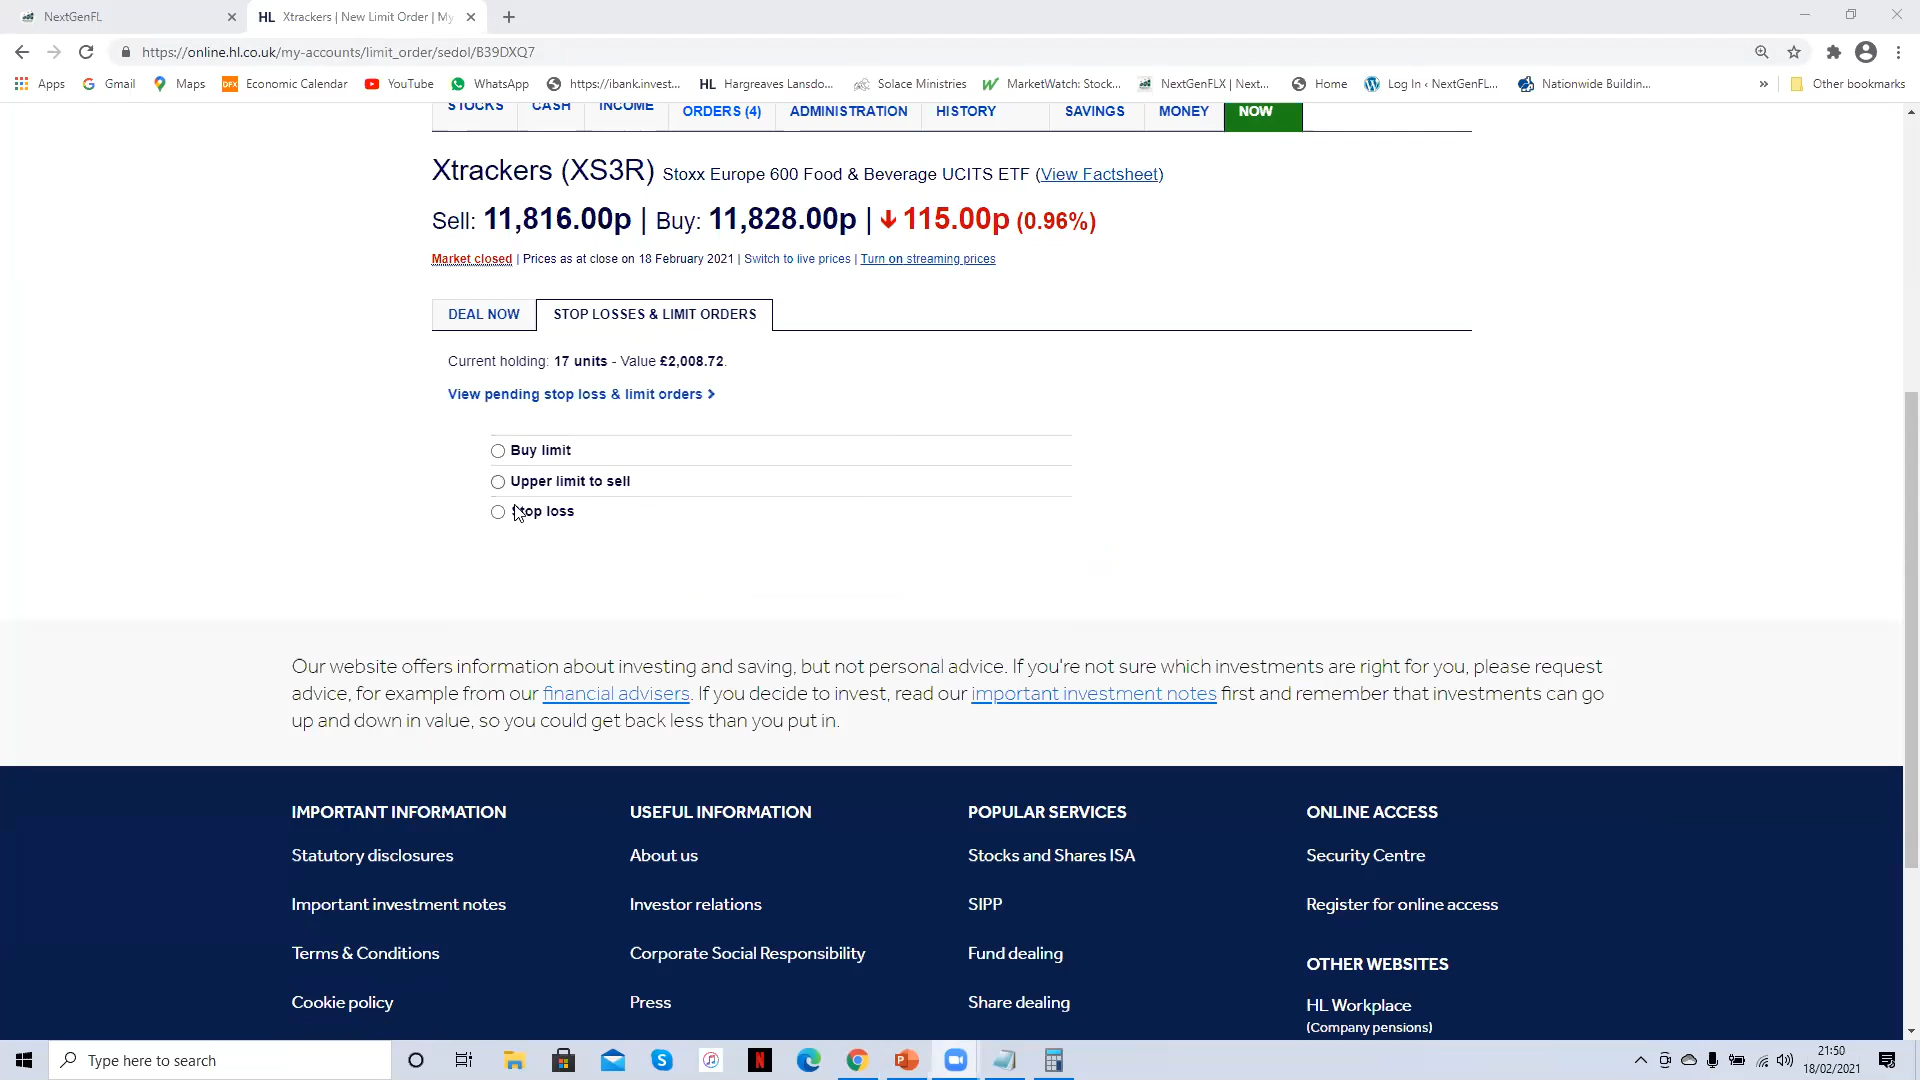 NextGenFL
HL Xtrackers | New Limit Order | My
https://online.hl.co.uk/my-accounts/limit_order/sedol/B39DXQ7
Apps Gmail Maps Economic Calendar YouTube WhatsApp https://ibank.invest... HL Hargreaves Lansdo... Solace Ministries MarketWatch: Stock... NextGenFLX | Next... Home Log In ‹ NextGenFL... Nationwide Buildin... » Other bookmarks
STOCKS CASH INCOME ORDERS (4) ADMINISTRATION HISTORY SAVINGS MONEY NOW
Xtrackers (XS3R) Stoxx Europe 600 Food & Beverage UCITS ETF (View Factsheet)
Sell: 11,816.00p | Buy: 11,828.00p | 115.00p (0.96%)
Market closed | Prices as at close on 18 February 2021 | Switch to live prices | Turn on streaming prices
DEAL NOW STOP LOSSES & LIMIT ORDERS
Current holding: 17 units - Value £2,008.72.
View pending stop loss & limit orders
Buy limit
Upper limit to sell
Stop loss
Our website offers information about investing and saving, but not personal advice. If you're not sure which investments are right for you, please request
advice, for example from our financial advisers. If you decide to invest, read our important investment notes first and remember that investments can go
up and down in value, so you could get back less than you put in.
IMPORTANT INFORMATION USEFUL INFORMATION POPULAR SERVICES ONLINE ACCESS
Statutory disclosures About us Stocks and Shares ISA Security Centre
Important investment notes Investor relations SIPP Register for online access
Terms & Conditions Corporate Social Responsibility Fund dealing OTHER WEBSITES
Cookie policy Press Share dealing HL Workplace
(Company pensions)
Type here to search
21:50
18/02/2021